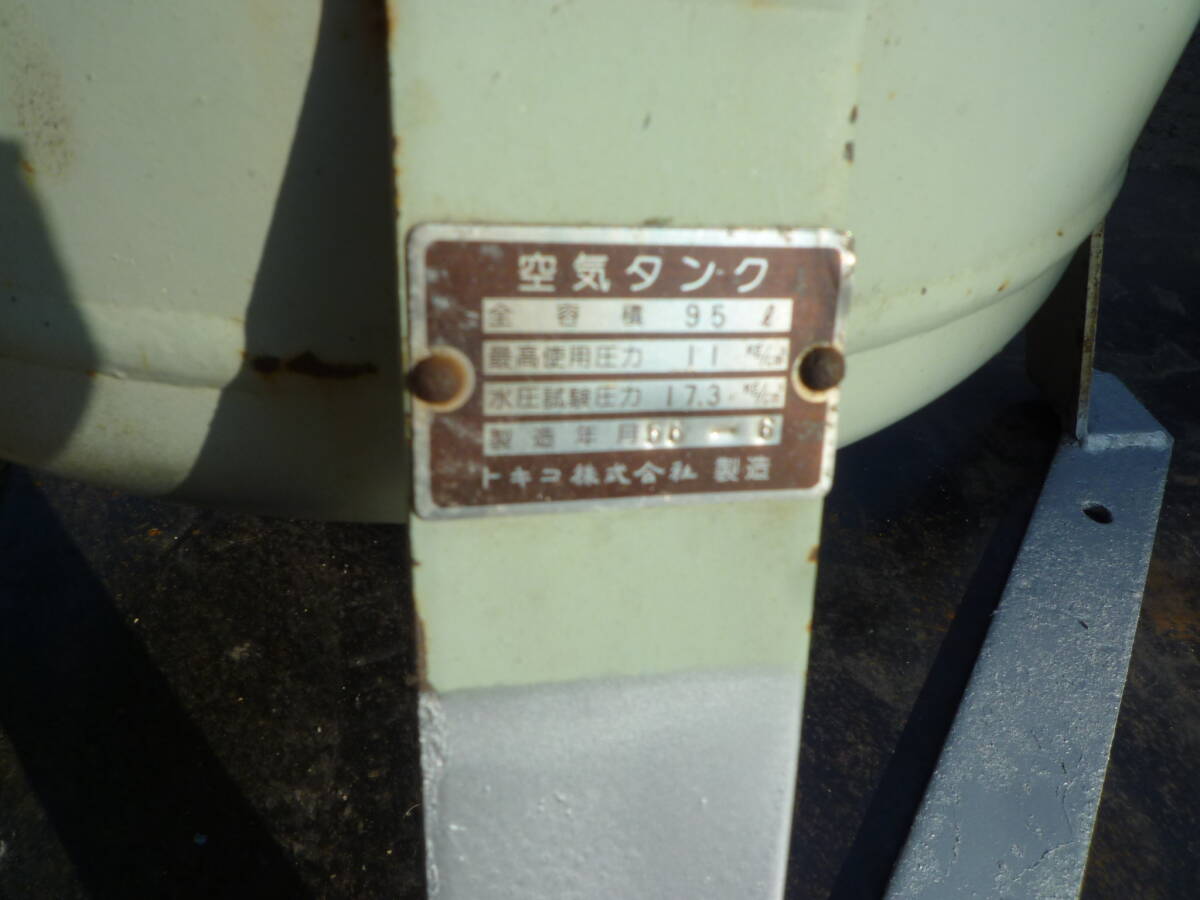 空気タンク
全容積 95 ℓ
最高使用圧力 11 kg/cm²
水圧試験圧力 17.3 kg/cm²
製造年月 66-6
トキコ株式会社 製造